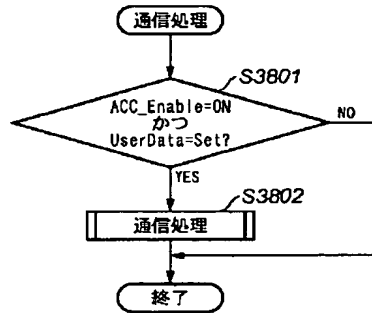 通信処理
S3801
ACC_Enable=ON
かつ
UserData=Set?
NO
YES
S3802
通信処理
終了